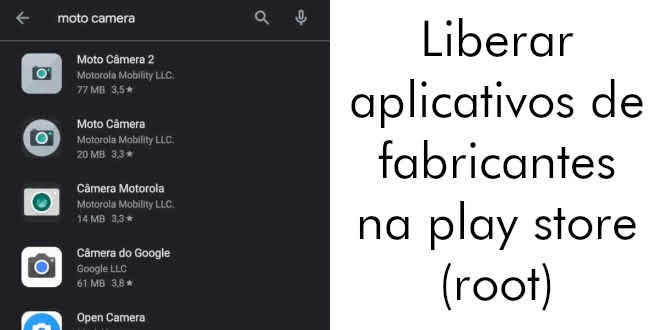 moto camera
Moto Câmera 2
Motorola Mobility LLC.
77 MB 3,5★
Moto Câmera
Motorola Mobility LLC.
20 MB 3,3★
Câmera Motorola
Motorola Mobility LLC.
14 MB 3,3★
Câmera do Google
Google LLC
61 MB 3,8★
Open Camera
Liberar
aplicativos de
fabricantes
na play store
(root)